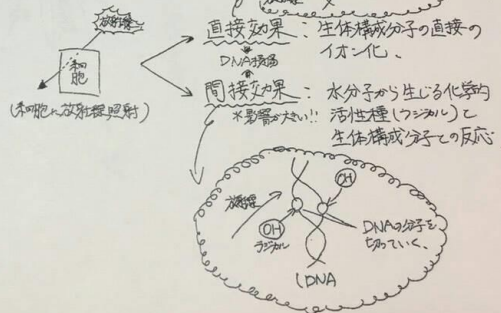 放射線
細
胞
(細胞に放射線照射)
直接効果：生体構成分子の直接の
イオン化、
DNA損傷
間接効果：水分子から生じる化学的
※影響が大きい!! 活性種(ラジカル)と
生体構成分子での反応
放射線
OH
OH
ラジカル
DNAの分子を
切っていく、
DNA